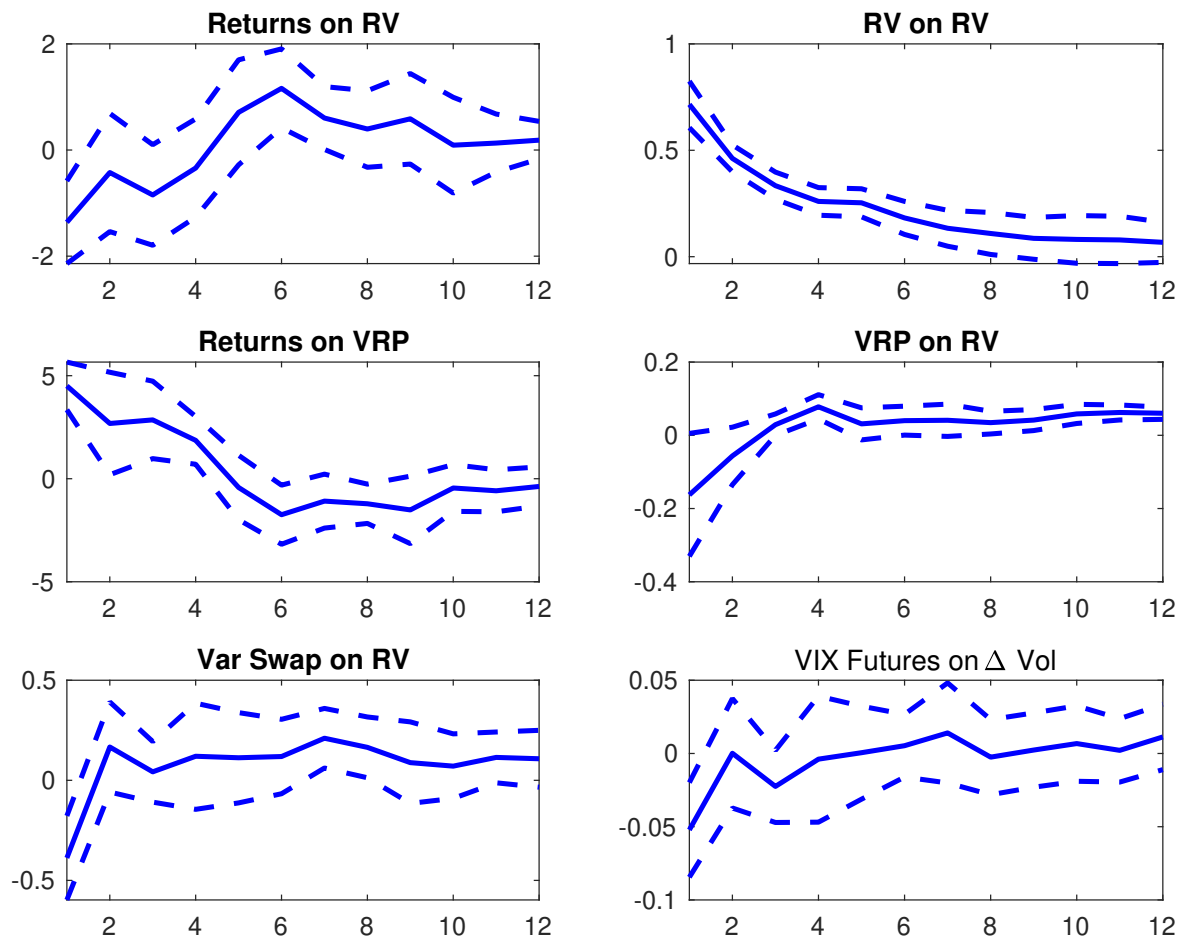 Returns on RV
2
0
-2
2 4 6 8 10 12
RV on RV
1
0.5
0
2 4 6 8 10 12
Returns on VRP
5
0
-5
2 4 6 8 10 12
VRP on RV
0.2
0
-0.2
-0.4
2 4 6 8 10 12
Var Swap on RV
0.5
0
-0.5
2 4 6 8 10 12
VIX Futures on Δ Vol
0.05
0
-0.05
-0.1
2 4 6 8 10 12